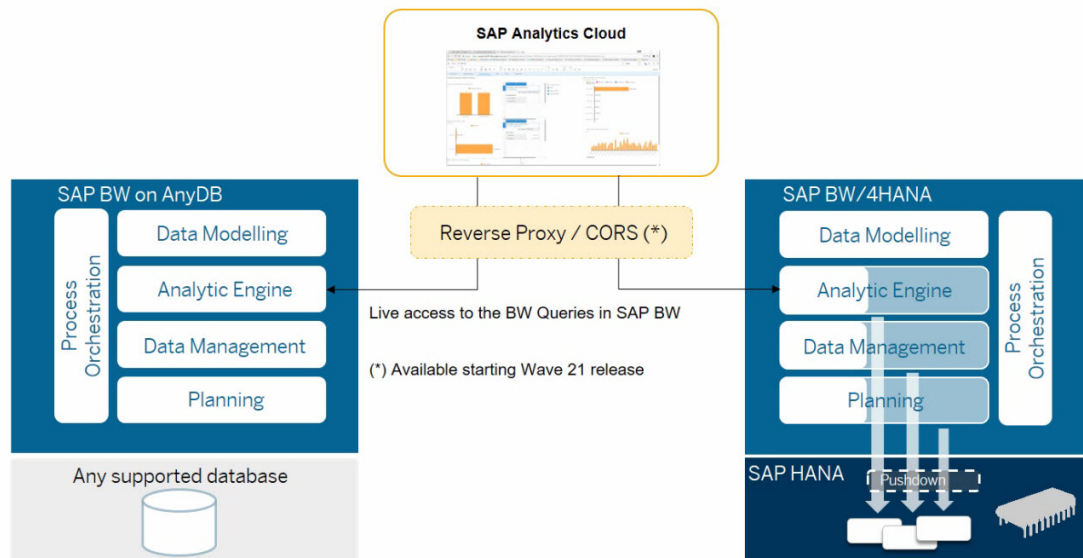 SAP Analytics Cloud
SAP BW on AnyDB
Process
Orchestration
Data Modelling
Analytic Engine
Data Management
Planning
Any supported database
Reverse Proxy / CORS (*)
Live access to the BW Queries in SAP BW
(*) Available starting Wave 21 release
SAP BW/4HANA
Data Modelling
Analytic Engine
Data Management
Planning
Process
Orchestration
SAP HANA
Pushdown